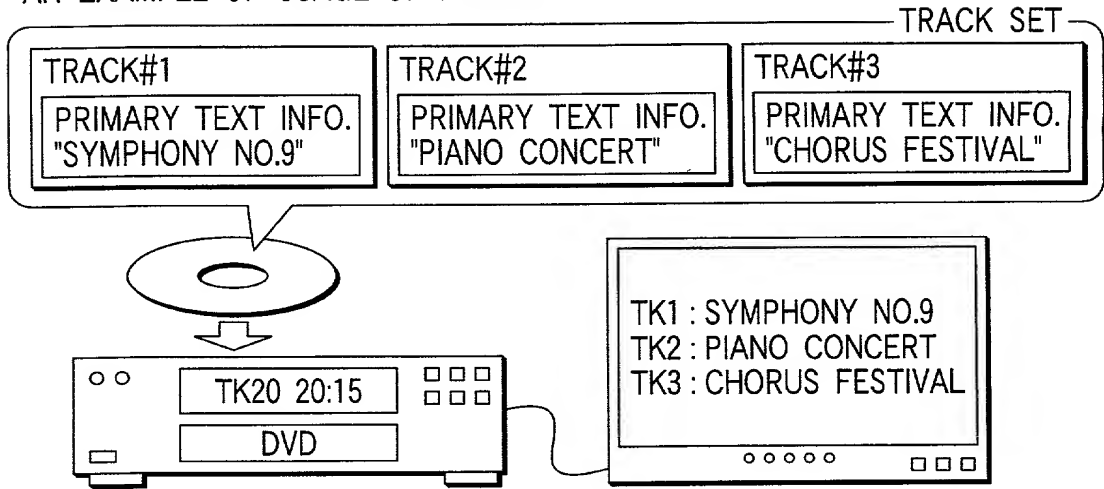 TRACK SET
TRACK#1
PRIMARY TEXT INFO.
"SYMPHONY NO.9"
TRACK#2
PRIMARY TEXT INFO.
"PIANO CONCERT"
TRACK#3
PRIMARY TEXT INFO.
"CHORUS FESTIVAL"
TK20 20:15
DVD
TK1 : SYMPHONY NO.9
TK2 : PIANO CONCERT
TK3 : CHORUS FESTIVAL